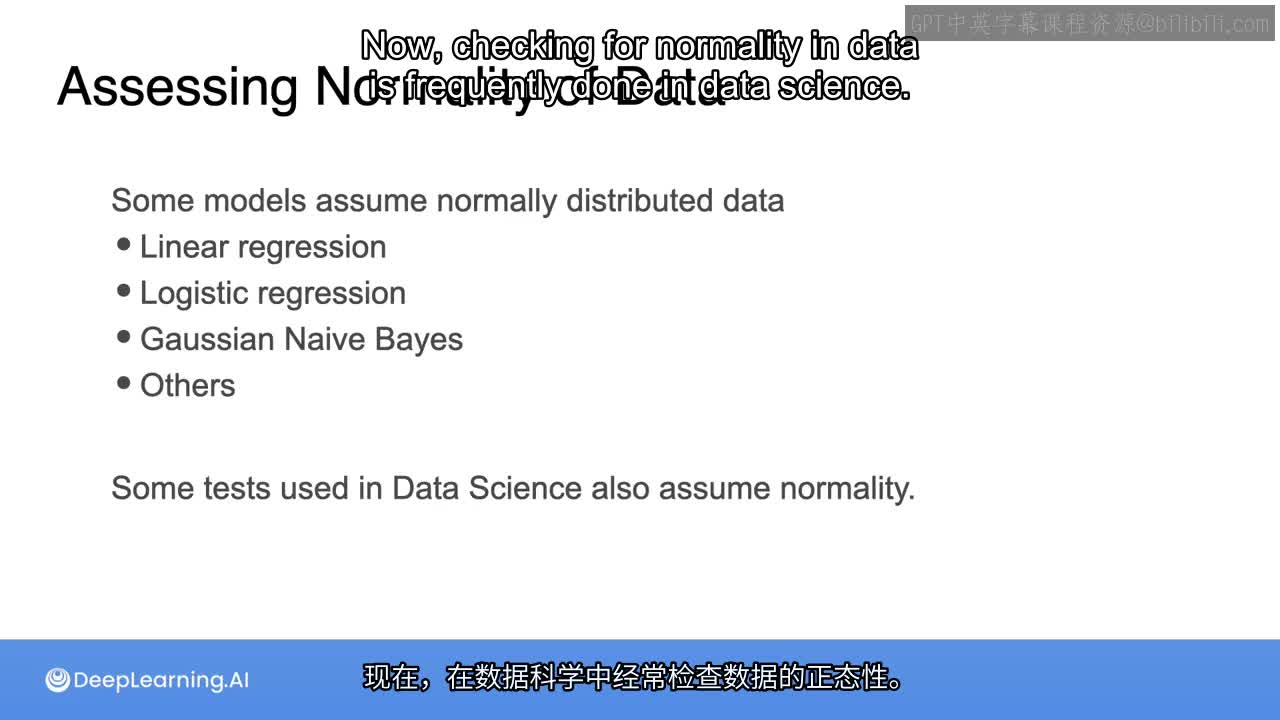 GPT中英字幕课程资源@bilibili.com
Now, checking for normality in data
is frequently done in data science.
Assessing Normality of Data
Some models assume normally distributed data
• Linear regression
• Logistic regression
• Gaussian Naive Bayes
• Others
Some tests used in Data Science also assume normality.
DeepLearning.AI
现在，在数据科学中经常检查数据的正态性。